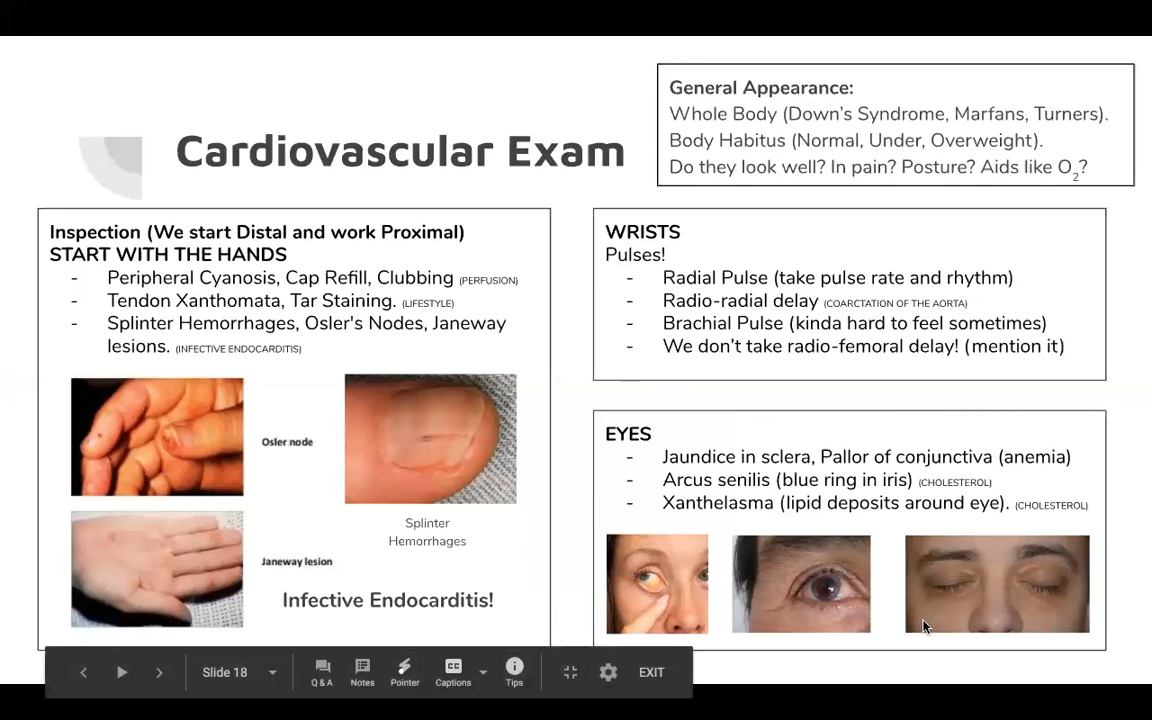 General Appearance:
Whole Body (Down's Syndrome, Marfans, Turners).
Body Habitus (Normal, Under, Overweight).
Do they look well? In pain? Posture? Aids like O₂?
Cardiovascular Exam
Inspection (We start Distal and work Proximal)
START WITH THE HANDS
- Peripheral Cyanosis, Cap Refill, Clubbing (PERFUSION)
- Tendon Xanthomata, Tar Staining. (LIFESTYLE)
- Splinter Hemorrhages, Osler's Nodes, Janeway
lesions. (INFECTIVE ENDOCARDITIS)
Osler node
Splinter
Hemorrhages
Janeway lesion
Infective Endocarditis!
WRISTS
Pulses!
- Radial Pulse (take pulse rate and rhythm)
- Radio-radial delay (COARCTATION OF THE AORTA)
- Brachial Pulse (kinda hard to feel sometimes)
- We don't take radio-femoral delay! (mention it)
EYES
- Jaundice in sclera, Pallor of conjunctiva (anemia)
- Arcus senilis (blue ring in iris) (CHOLESTEROL)
- Xanthelasma (lipid deposits around eye). (CHOLESTEROL)
Slide 18
Q & A
Notes
Pointer
Captions
Tips
EXIT